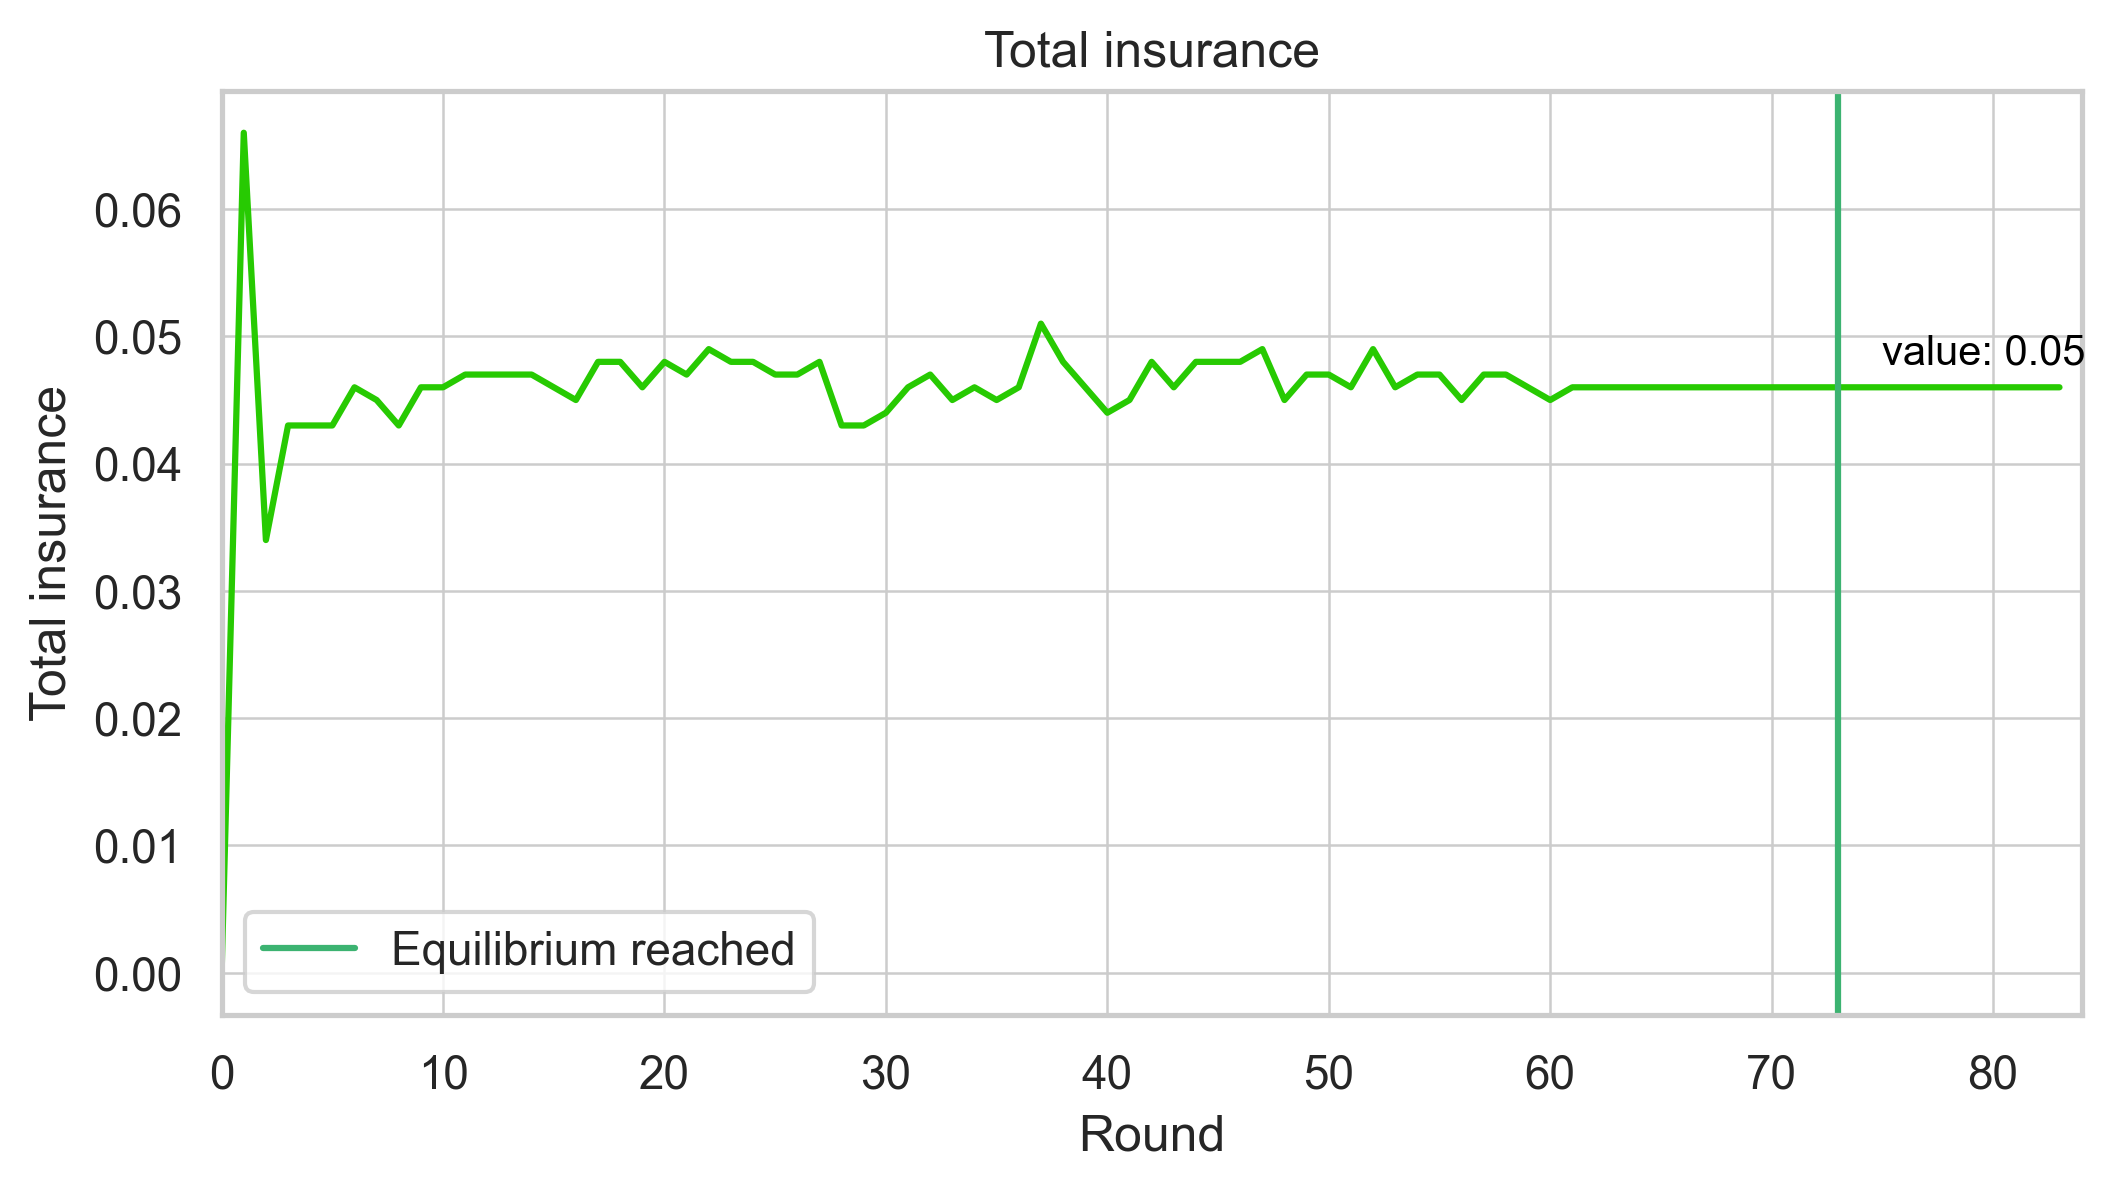 Total insurance
Total insurance
0.06
0.05
0.04
0.03
0.02
0.01
0.00
value: 0.05
Equilibrium reached
0 10 20 30 40 50 60 70 80
Round